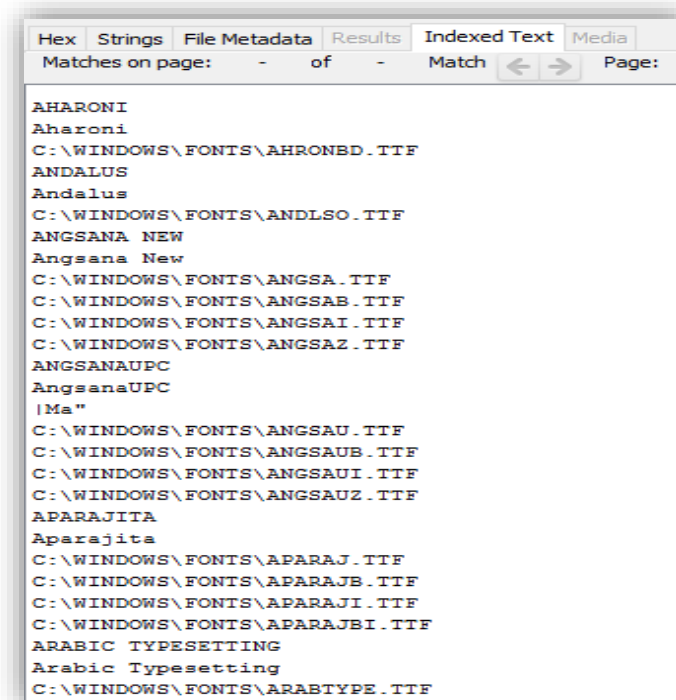 Hex Strings File Metadata Results Indexed Text Media
Matches on page: - of - Match Page:
AHARONI
Aharoni
C:\WINDOWS\FONTS\AHRONBD.TTF
ANDALUS
Andalus
C:\WINDOWS\FONTS\ANDLSO.TTF
ANGSANA NEW
Angsana New
C:\WINDOWS\FONTS\ANGSA.TTF
C:\WINDOWS\FONTS\ANGSAB.TTF
C:\WINDOWS\FONTS\ANGSAI.TTF
C:\WINDOWS\FONTS\ANGSAZ.TTF
ANGSANAUPC
AngsanaUPC
|Ma"
C:\WINDOWS\FONTS\ANGSAU.TTF
C:\WINDOWS\FONTS\ANGSAUB.TTF
C:\WINDOWS\FONTS\ANGSAUI.TTF
C:\WINDOWS\FONTS\ANGSAUZ.TTF
APARAJITA
Aparajita
C:\WINDOWS\FONTS\APARAJ.TTF
C:\WINDOWS\FONTS\APARAJB.TTF
C:\WINDOWS\FONTS\APARAJI.TTF
C:\WINDOWS\FONTS\APARAJBI.TTF
ARABIC TYPESETTING
Arabic Typesetting
C:\WINDOWS\FONTS\ARABTYPE.TTF